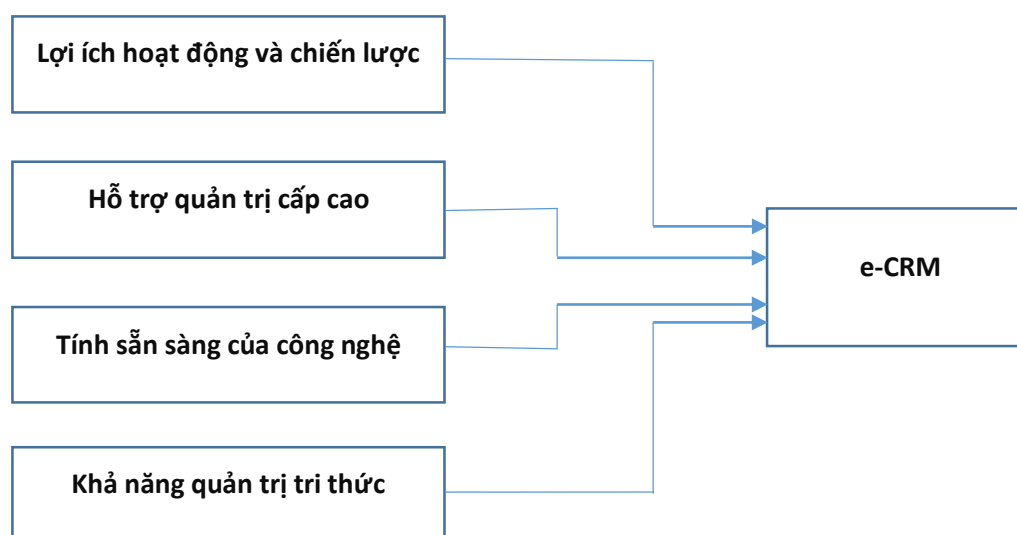 Lợi ích hoạt động và chiến lược
Hỗ trợ quản trị cấp cao
e-CRM
Tính sẵn sàng của công nghệ
Khả năng quản trị tri thức